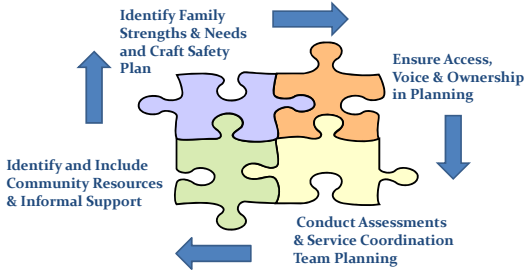 Identify Family
Strengths & Needs
and Craft Safety
Plan
Ensure Access,
Voice & Ownership
in Planning
Identify and Include
Community Resources
& Informal Support
Conduct Assessments
& Service Coordination
Team Planning